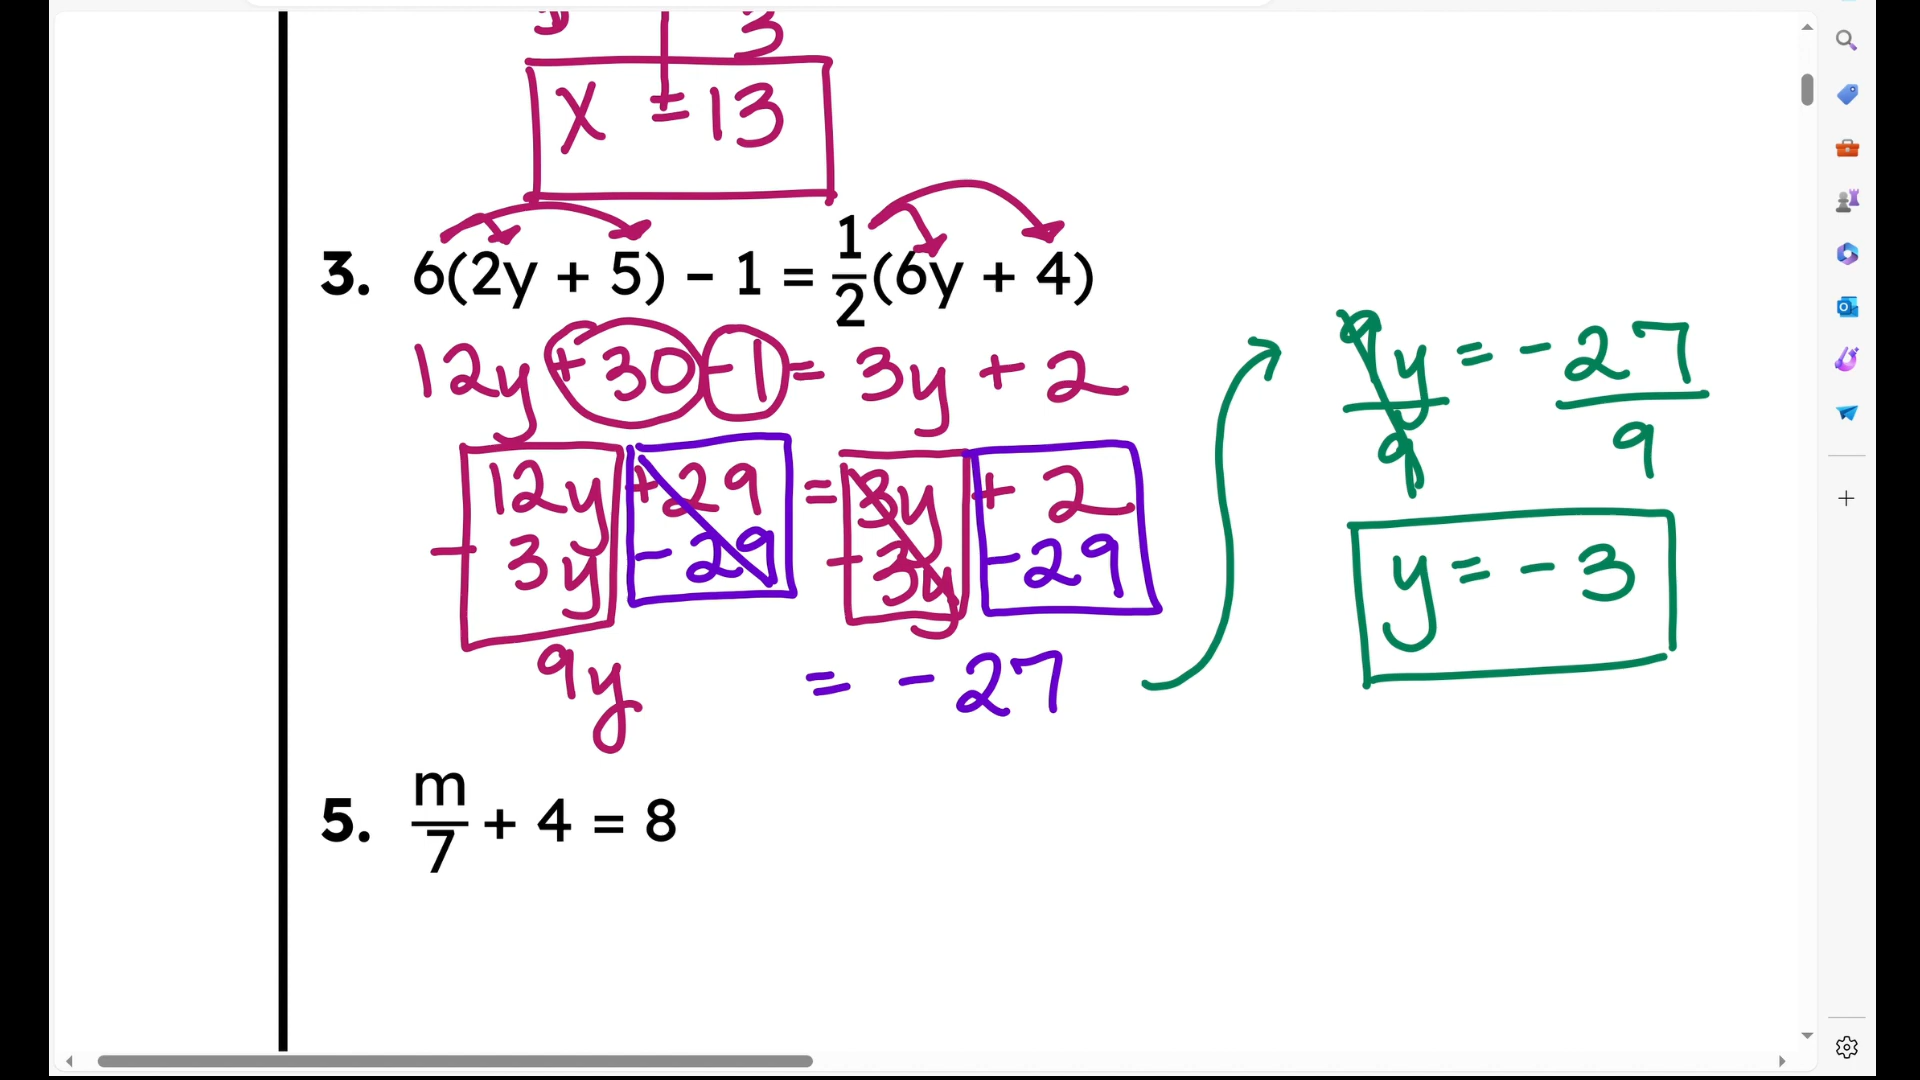 3
x = 13
3. 6(2y + 5) - 1 = 1/2(6y + 4)
12y + 30 - 1 = 3y + 2
12y + 29 = 3y + 2
- 3y - 29 - 3y - 29
9y = - 27
9y = - 27
9 9
y = - 3
5. m/7 + 4 = 8